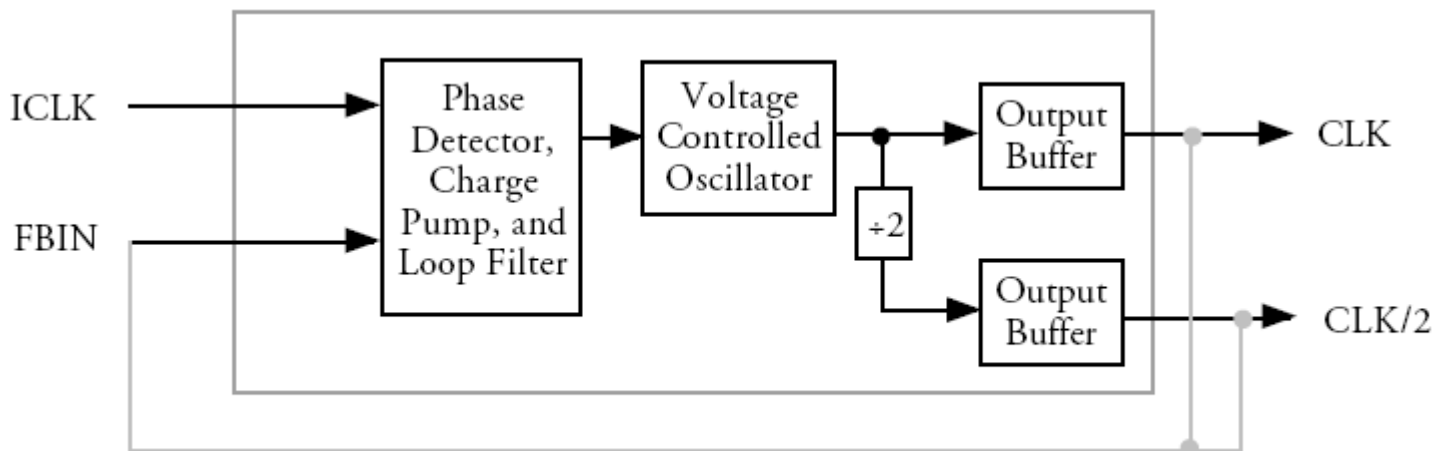 ICLK
FBIN
Phase
Detector,
Charge
Pump, and
Loop Filter
Voltage
Controlled
Oscillator
÷2
Output
Buffer
Output
Buffer
CLK
CLK/2